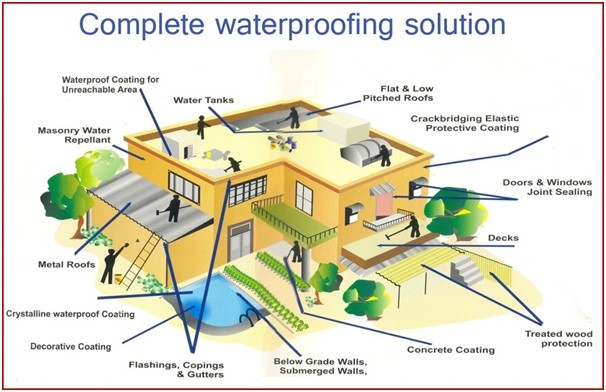 Complete waterproofing solution
Waterproof Coating for
Unreachable Area
Water Tanks
Flat & Low
Pitched Roofs
Crackbridging Elastic
Protective Coating
Masonry Water
Repellant
Doors & Windows
Joint Sealing
Decks
Metal Roofs
Crystalline waterproof Coating
Decorative Coating
Flashings, Copings
& Gutters
Below Grade Walls,
Submerged Walls,
Concrete Coating
Treated wood
protection